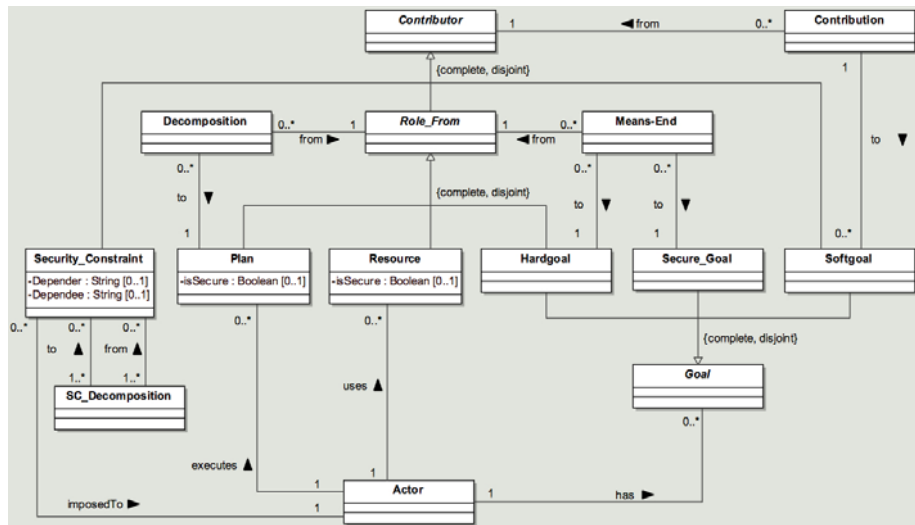 Contributor
1
from
0..*
Contribution
{complete, disjoint}
1
Decomposition
0..*
1
Role_From
1
0..*
Means-End
from
from
to
0..*
0..*
0..*
to
{complete, disjoint}
to
to
1
1
1
0..*
Security_Constraint
Plan
Resource
Hardgoal
Secure_Goal
Softgoal
-Depender : String [0..1]
-Dependee : String [0..1]
-isSecure : Boolean [0..1]
-isSecure : Boolean [0..1]
0..*
0..*
0..*
0..*
0..*
to
from
{complete, disjoint}
1..*
1..*
SC_Decomposition
uses
Goal
0..*
executes
1
1
Actor
1
has
imposedTo
1